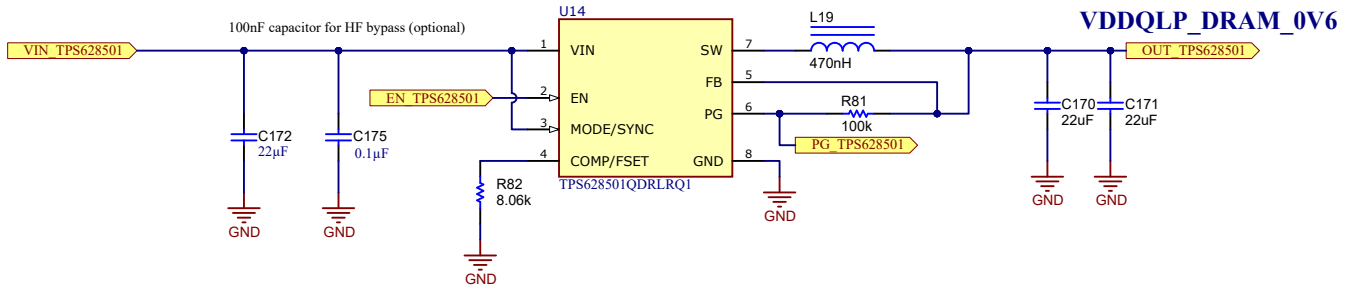 U14
L19
VDDQLP_DRAM_0V6
100nF capacitor for HF bypass (optional)
VIN_TPS628501
1
VIN
SW
7
470nH
OUT_TPS628501
FB
5
EN_TPS628501
2
EN
R81
C170
22uF
C171
22uF
PG
6
100k
C172
22µF
C175
0.1µF
3
MODE/SYNC
PG_TPS628501
4
COMP/FSET
GND
8
R82
8.06k
TPS628501QDRLRQ1
GND
GND
GND
GND
GND
GND